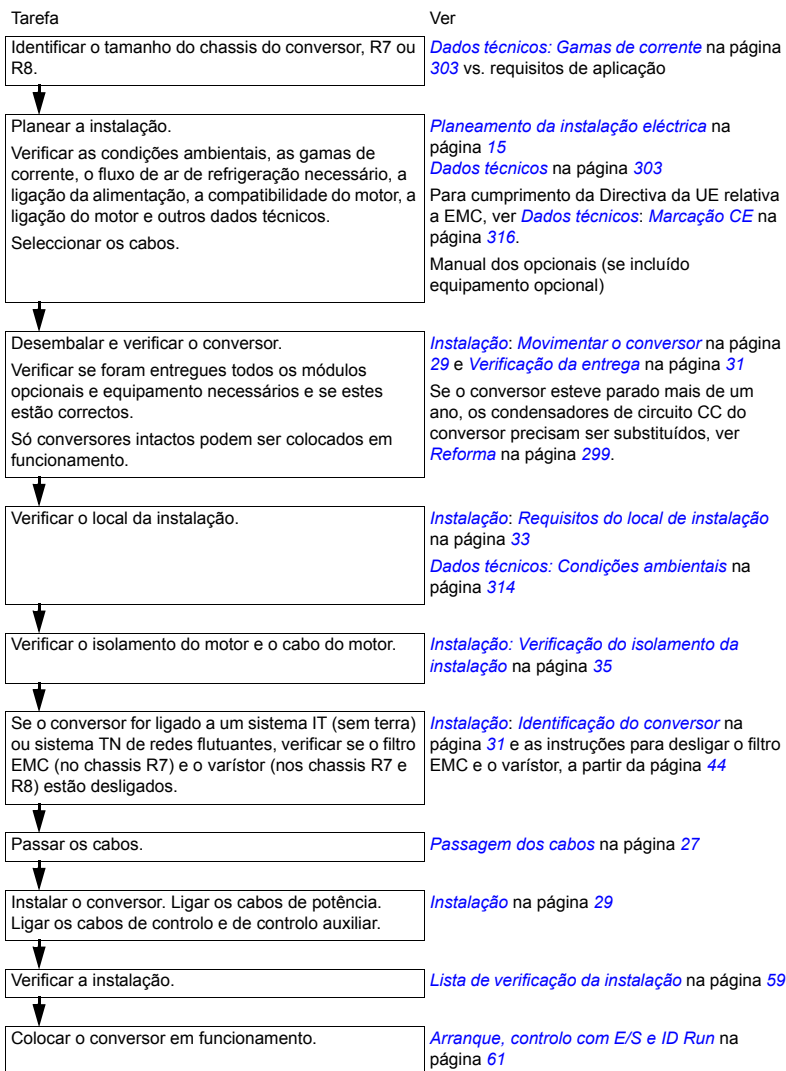 Tarefa
Ver
Identificar o tamanho do chassis do conversor, R7 ou
R8.
Dados técnicos: Gamas de corrente na página
303 vs. requisitos de aplicação
Planear a instalação.
Verificar as condições ambientais, as gamas de
corrente, o fluxo de ar de refrigeração necessário, a
ligação da alimentação, a compatibilidade do motor, a
ligação do motor e outros dados técnicos.
Seleccionar os cabos.
Planeamento da instalação eléctrica na
página 15
Dados técnicos na página 303
Para cumprimento da Directiva da UE relativa
a EMC, ver Dados técnicos: Marcação CE na
página 316.
Manual dos opcionais (se incluído
equipamento opcional)
Desembalar e verificar o conversor.
Verificar se foram entregues todos os módulos
opcionais e equipamento necessários e se estes
estão correctos.
Só conversores intactos podem ser colocados em
funcionamento.
Instalação: Movimentar o conversor na página
29 e Verificação da entrega na página 31
Se o conversor esteve parado mais de um
ano, os condensadores de circuito CC do
conversor precisam ser substituídos, ver
Reforma na página 299.
Verificar o local da instalação.
Instalação: Requisitos do local de instalação
na página 33
Dados técnicos: Condições ambientais na
página 314
Verificar o isolamento do motor e o cabo do motor.
Instalação: Verificação do isolamento da
instalação na página 35
Se o conversor for ligado a um sistema IT (sem terra)
ou sistema TN de redes flutuantes, verificar se o filtro
EMC (no chassis R7) e o varístor (nos chassis R7 e
R8) estão desligados.
Instalação: Identificação do conversor na
página 31 e as instruções para desligar o filtro
EMC e o varístor, a partir da página 44
Passar os cabos.
Passagem dos cabos na página 27
Instalar o conversor. Ligar os cabos de potência.
Ligar os cabos de controlo e de controlo auxiliar.
Instalação na página 29
Verificar a instalação.
Lista de verificação da instalação na página 59
Colocar o conversor em funcionamento.
Arranque, controlo com E/S e ID Run na
página 61